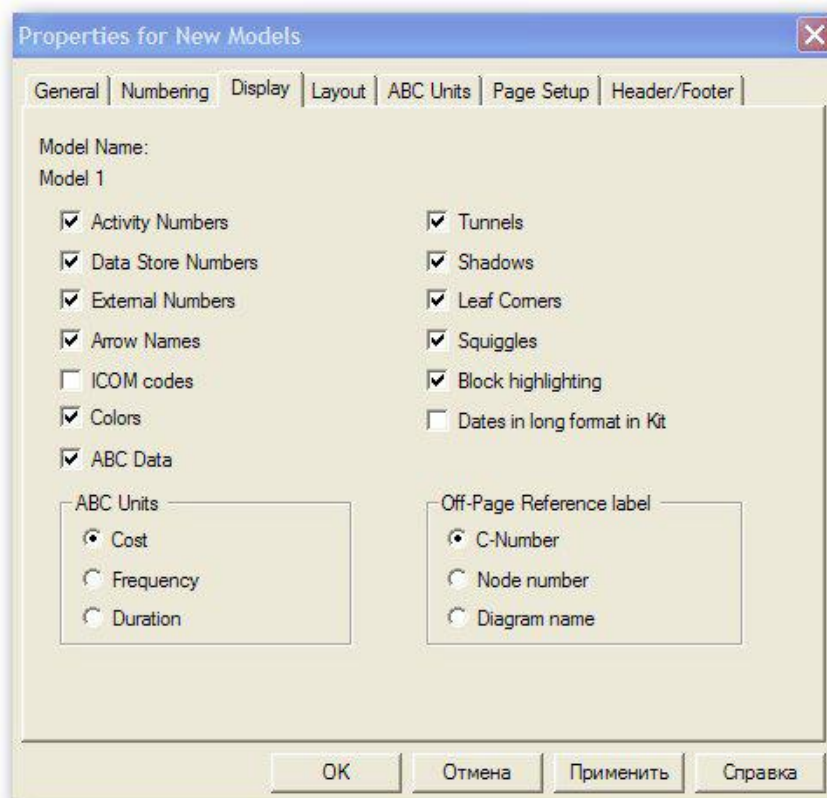 Properties for New Models
General Numbering Display Layout ABC Units Page Setup Header/Footer
Model Name:
Model 1
Activity Numbers
Data Store Numbers
External Numbers
Arrow Names
ICOM codes
Colors
ABC Data
Tunnels
Shadows
Leaf Corners
Squiggles
Block highlighting
Dates in long format in Kit
ABC Units
Cost
Frequency
Duration
Off-Page Reference label
C-Number
Node number
Diagram name
OK Отмена Применить Справка